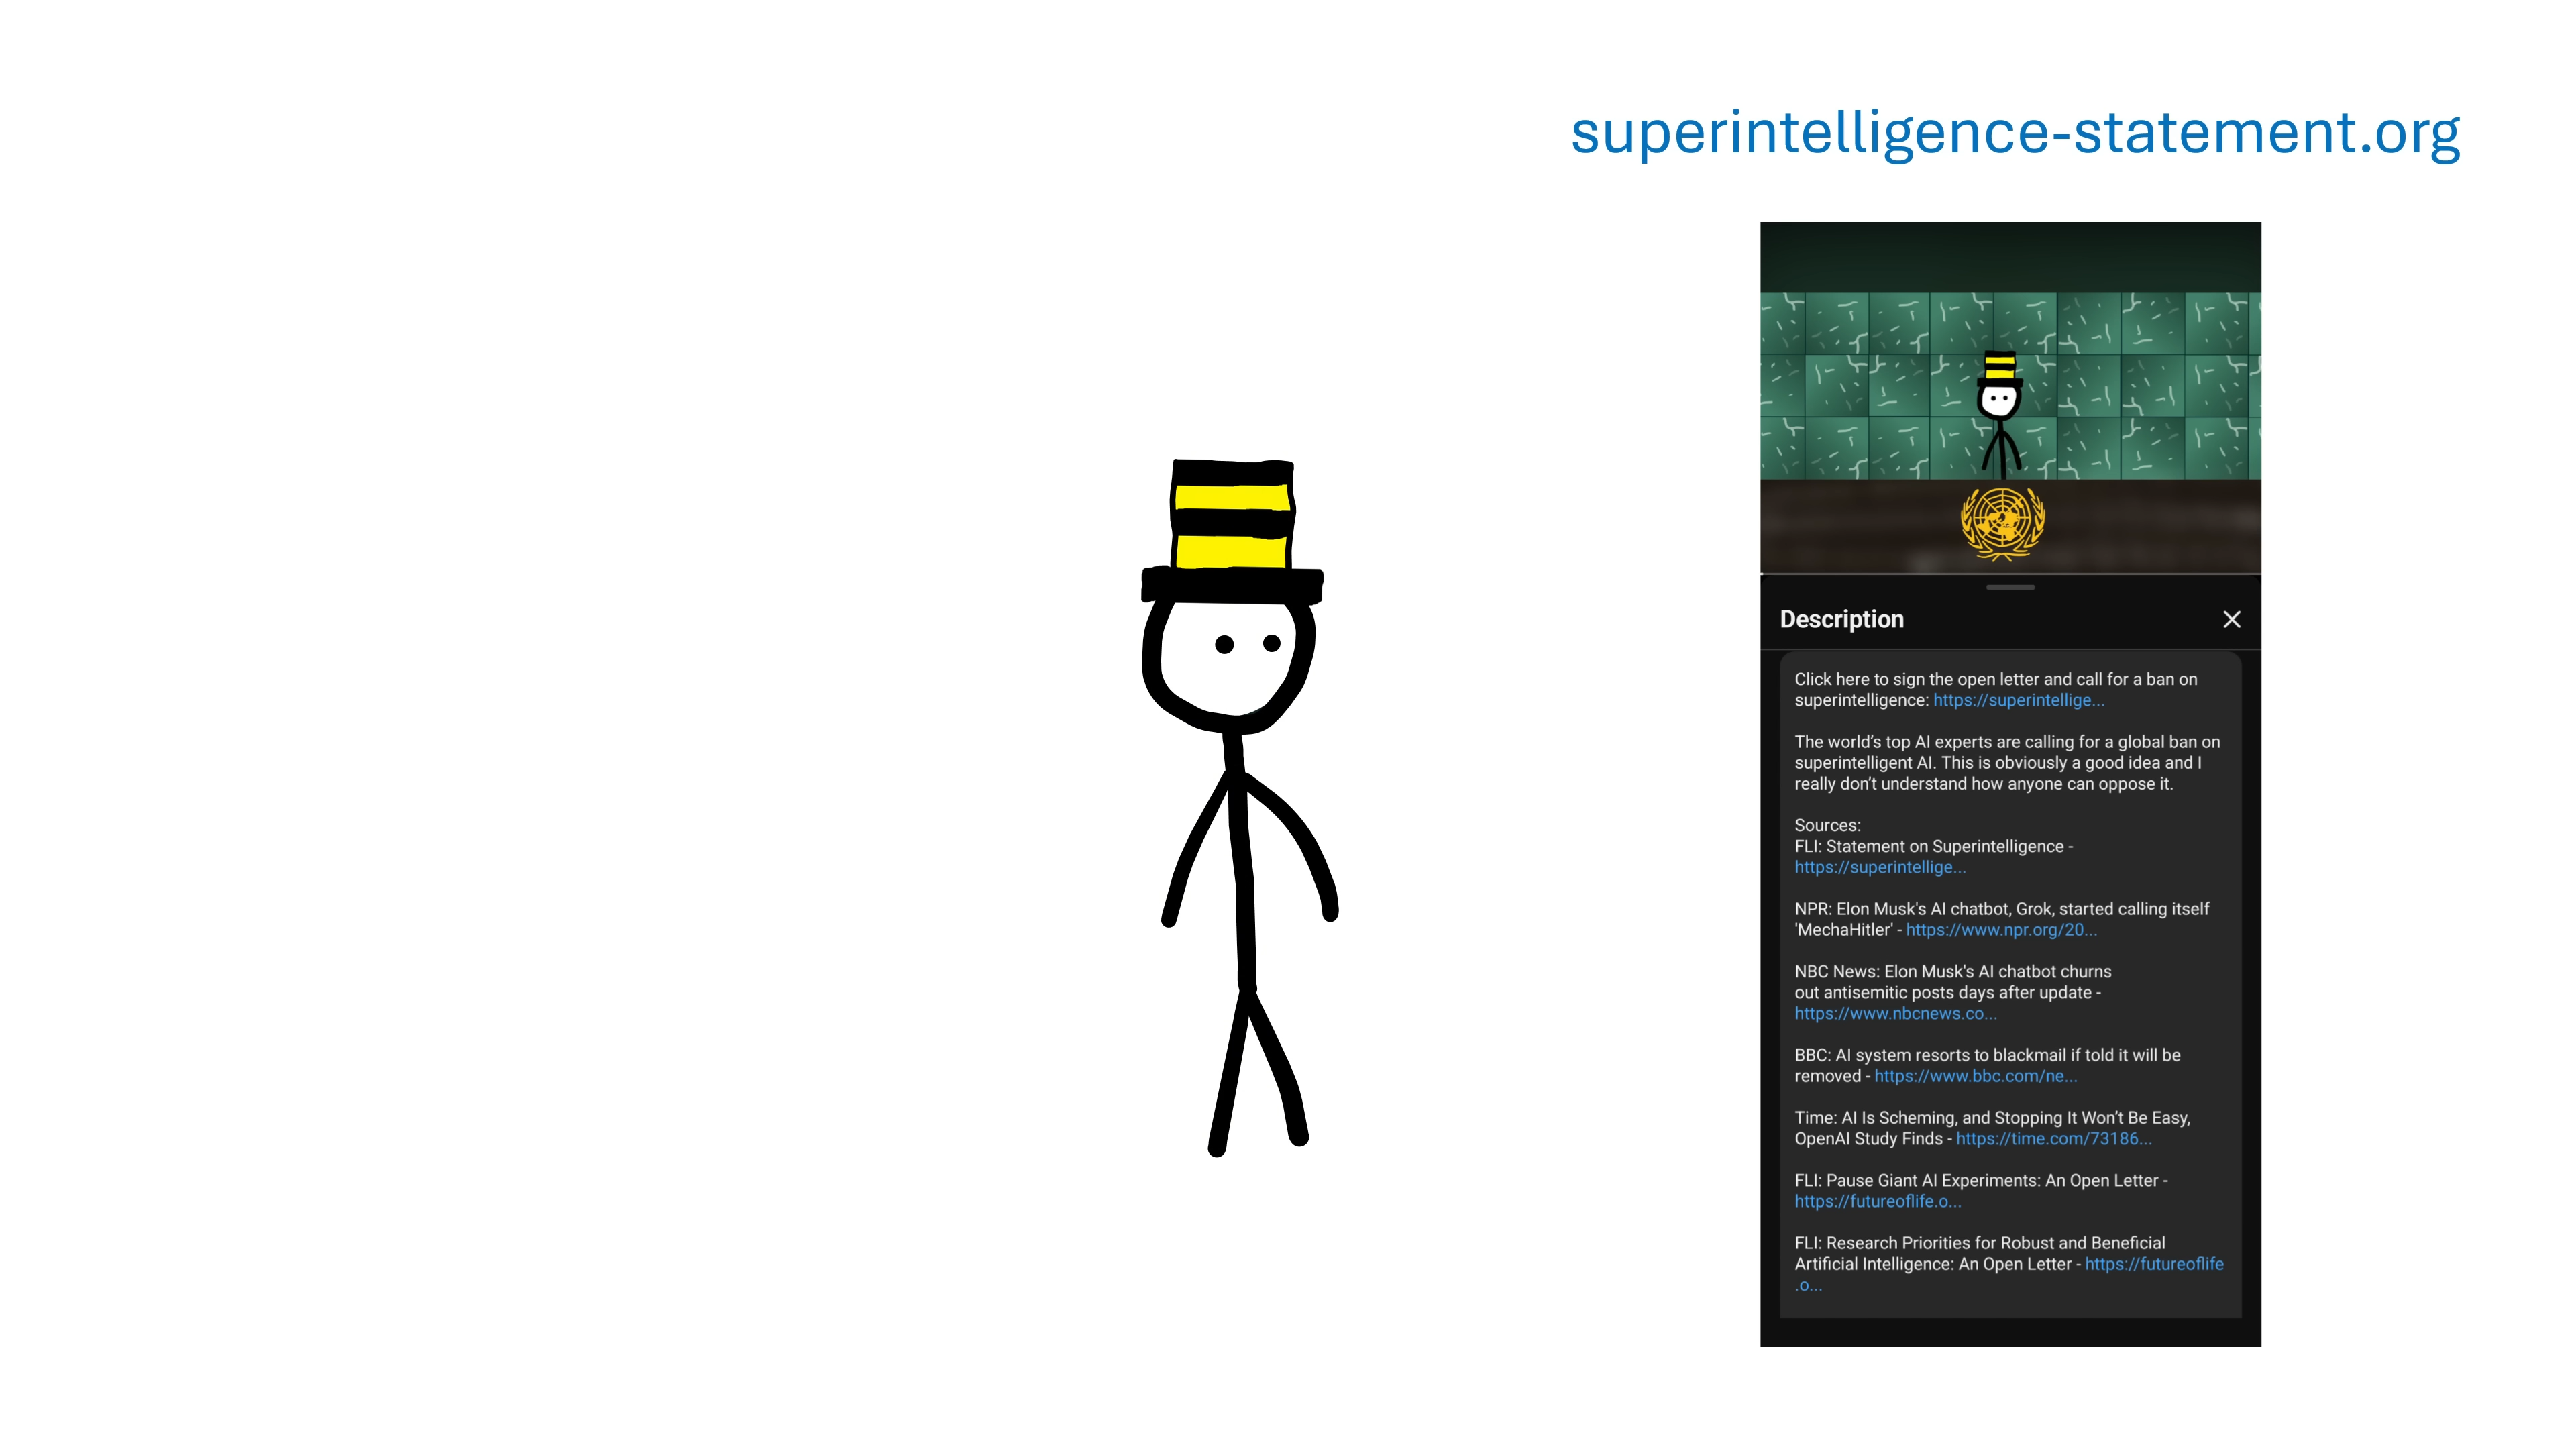 superintelligence-statement.org
Description
Click here to sign the open letter and call for a ban on
superintelligence: https://superintellige...
The world’s top AI experts are calling for a global ban on
superintelligent AI. This is obviously a good idea and I
really don’t understand how anyone can oppose it.
Sources:
FLI: Statement on Superintelligence -
https://superintellige...
NPR: Elon Musk's AI chatbot, Grok, started calling itself
'MechaHitler' - https://www.npr.org/20...
NBC News: Elon Musk's AI chatbot churns
out antisemitic posts days after update -
https://www.nbcnews.co...
BBC: AI system resorts to blackmail if told it will be
removed - https://www.bbc.com/ne...
Time: AI Is Scheming, and Stopping It Won’t Be Easy,
OpenAI Study Finds - https://time.com/73186...
FLI: Pause Giant AI Experiments: An Open Letter -
https://futureoflife.o...
FLI: Research Priorities for Robust and Beneficial
Artificial Intelligence: An Open Letter - https://futureoflife
.o...